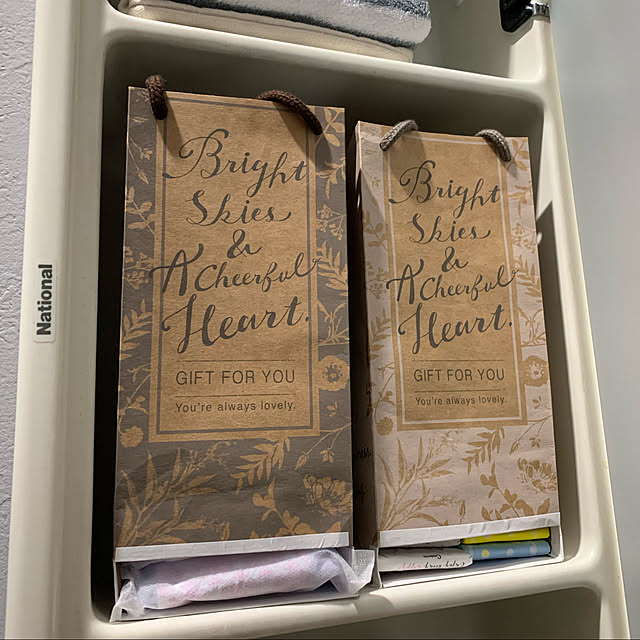 National
Bright
Skies
&
A Cheerful
Heart.
GIFT FOR YOU
You're always lovely.
Bright
Skies
&
A Cheerful
Heart.
GIFT FOR YOU
You're always lovely.